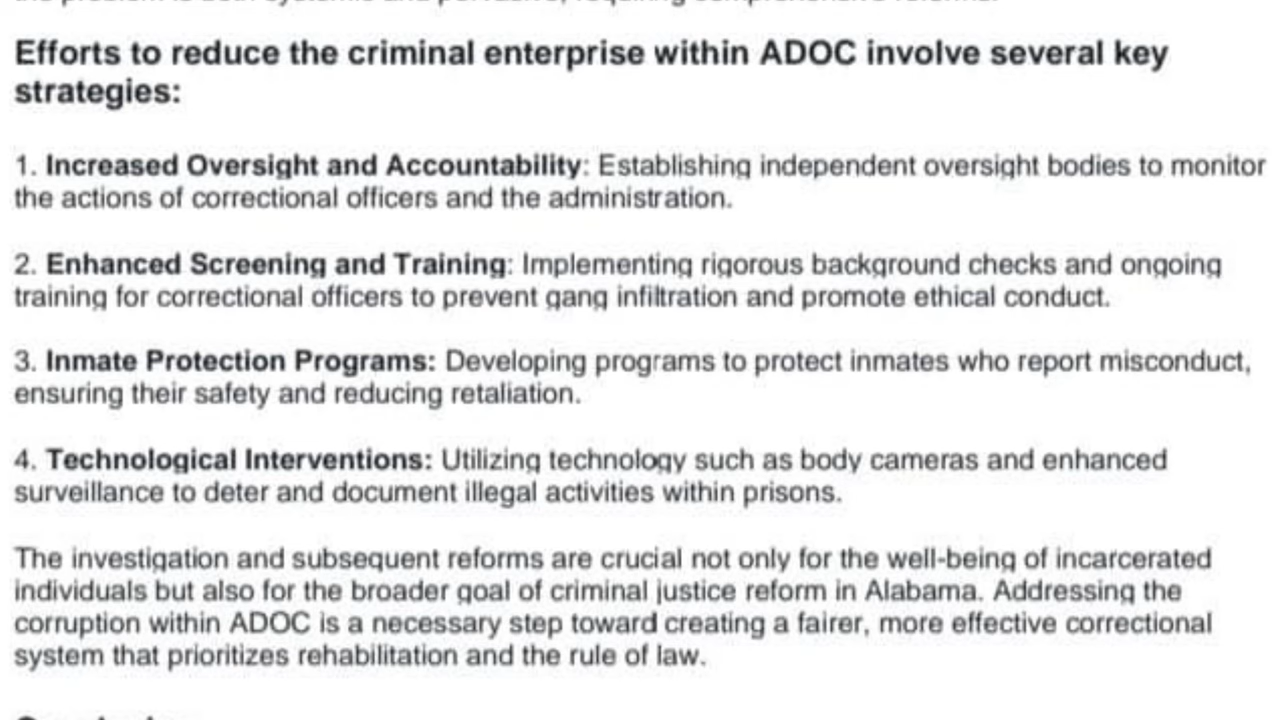 Efforts to reduce the criminal enterprise within ADOC involve several key
strategies:
1. Increased Oversight and Accountability: Establishing independent oversight bodies to monitor
the actions of correctional officers and the administration.
2. Enhanced Screening and Training: Implementing rigorous background checks and ongoing
training for correctional officers to prevent gang infiltration and promote ethical conduct.
3. Inmate Protection Programs: Developing programs to protect inmates who report misconduct,
ensuring their safety and reducing retaliation.
4. Technological Interventions: Utilizing technology such as body cameras and enhanced
surveillance to deter and document illegal activities within prisons.
The investigation and subsequent reforms are crucial not only for the well-being of incarcerated
individuals but also for the broader goal of criminal justice reform in Alabama. Addressing the
corruption within ADOC is a necessary step toward creating a fairer, more effective correctional
system that prioritizes rehabilitation and the rule of law.